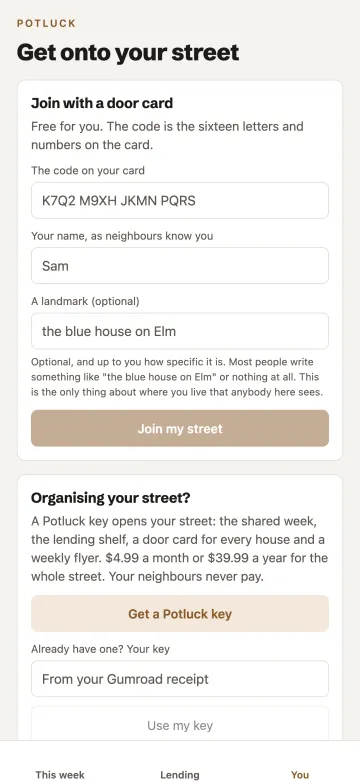 POTLUCK
Get onto your street
Join with a door card
Free for you. The code is the sixteen letters and
numbers on the card.
The code on your card
K7Q2 M9XH JKMN PQRS
Your name, as neighbours know you
Sam
A landmark (optional)
the blue house on Elm
Optional, and up to you how specific it is. Most people write
something like "the blue house on Elm" or nothing at all. This
is the only thing about where you live that anybody here sees.
Join my street
Organising your street?
A Potluck key opens your street: the shared week,
the lending shelf, a door card for every house and a
weekly flyer. $4.99 a month or $39.99 a year for the
whole street. Your neighbours never pay.
Get a Potluck key
Already have one? Your key
From your Gumroad receipt
Use my key
This week
Lending
You